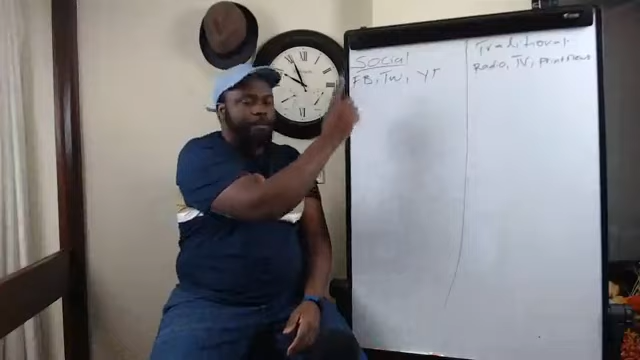 Social
FB, TW, YT
Traditional
Radio, TV, print news